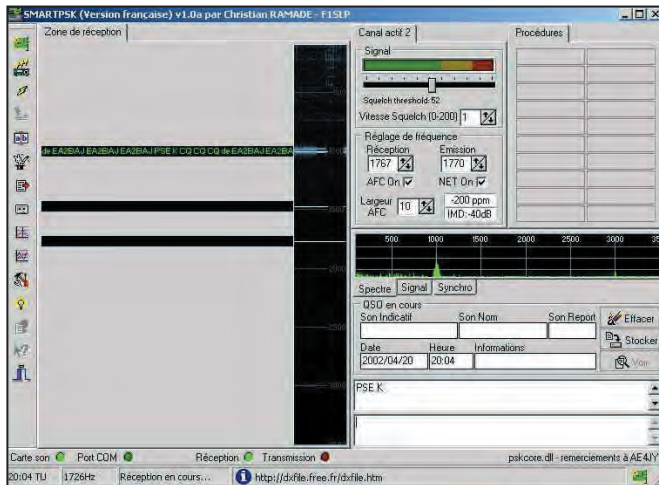 SMARTPSK (Version française) v1.0a par Christian RAMADE - F1SLP
Zone de réception
de EA2BAJ EA2BAJ EA2BAJ PSE K CQ CQ CQ de EA2BAJ EA2BA
1500
2000
2500
3000
Canal actif 2
Signal
Squelch threshold: 52
Vitesse Squelch (0-200) 1
Réglage de fréquence
Réception Emission
1767 1770
AFC On NET On
Largeur AFC 10
-200 ppm
IMD:-40dB
Procédures
500 1000 1500 2000 2500 3000
Spectre Signal Synchro
QSO en cours
Son Indicatif Son Nom Son Report
Date Heure Informations
2002/04/20 20:04
Effacer
Stocker
Voir
PSE K
Carte son Port COM Réception Transmission pskcore.dll - remerciements à AE4JY
20:04 TU 1726Hz Réception en cours... http://dxfile.free.fr/dxfile.htm